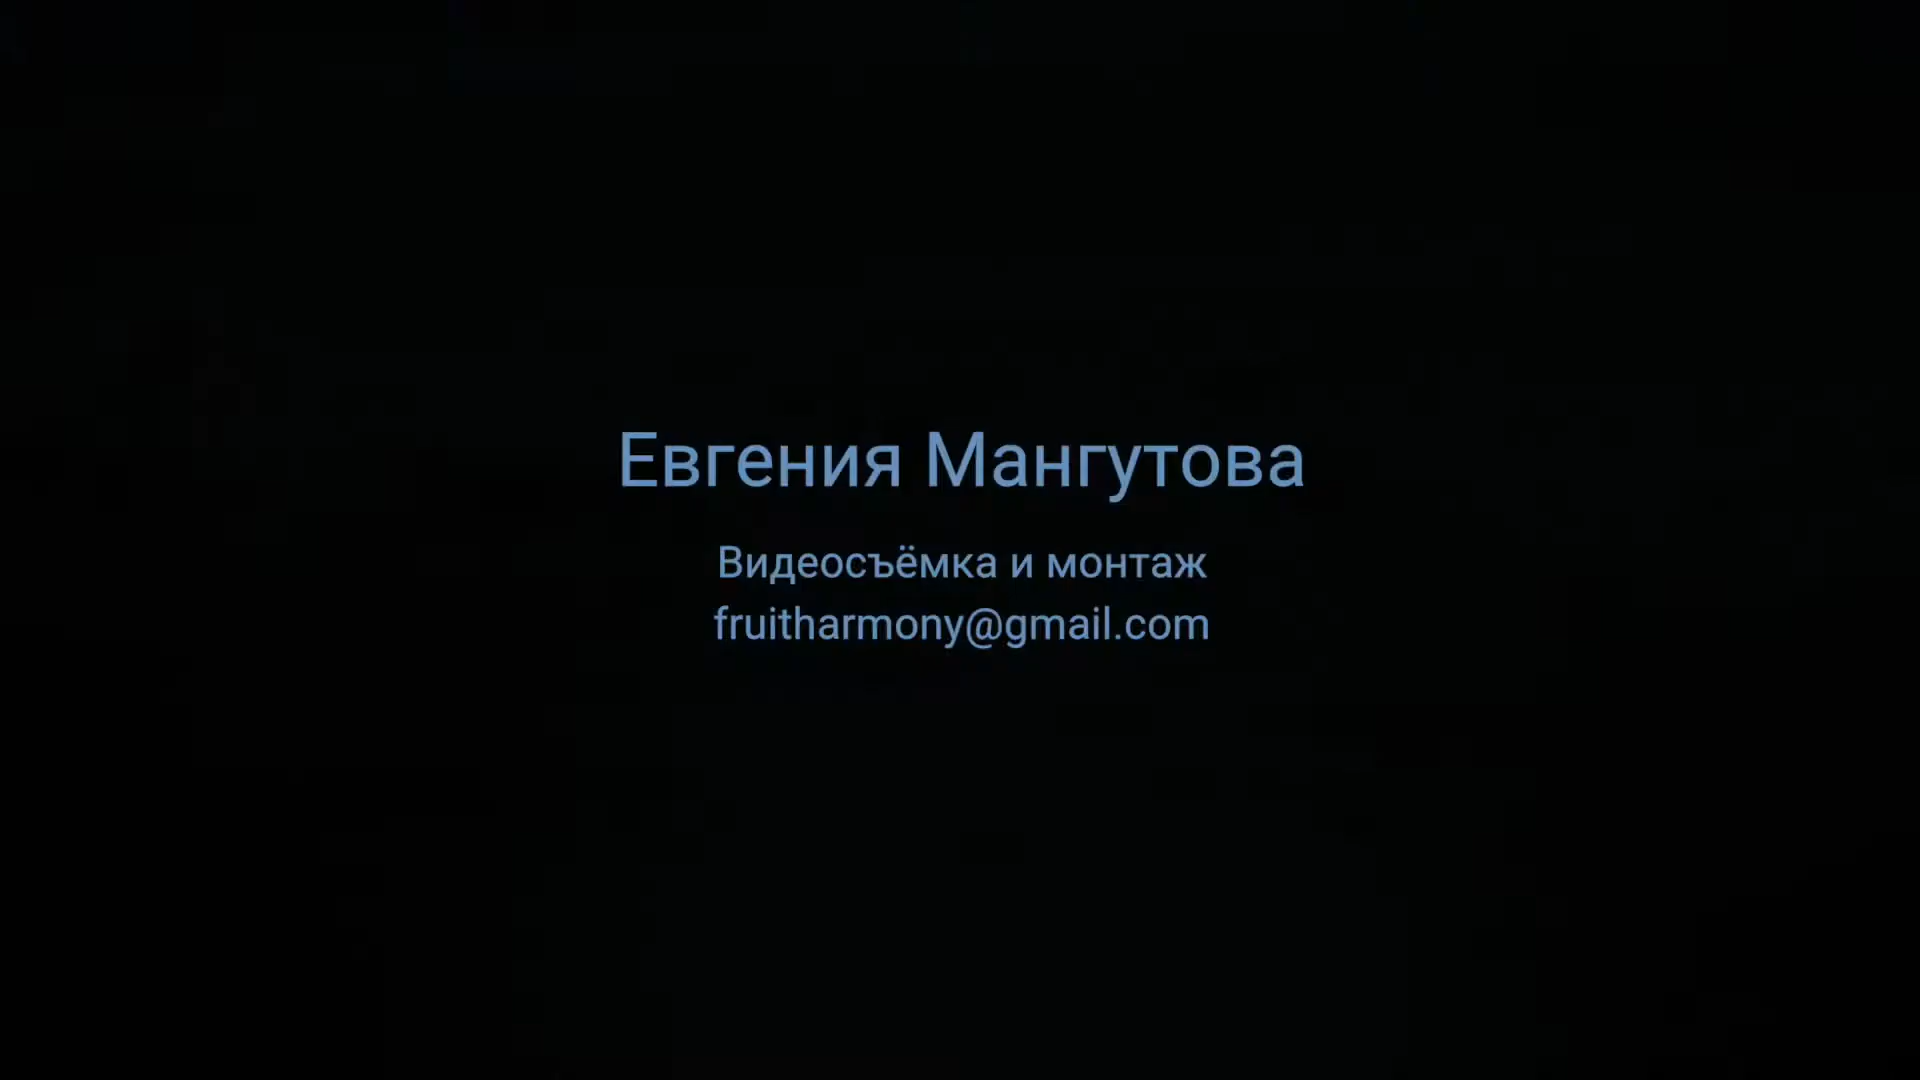 Евгения Мангутова
Видеосъёмка и монтаж
fruitharmony@gmail.com